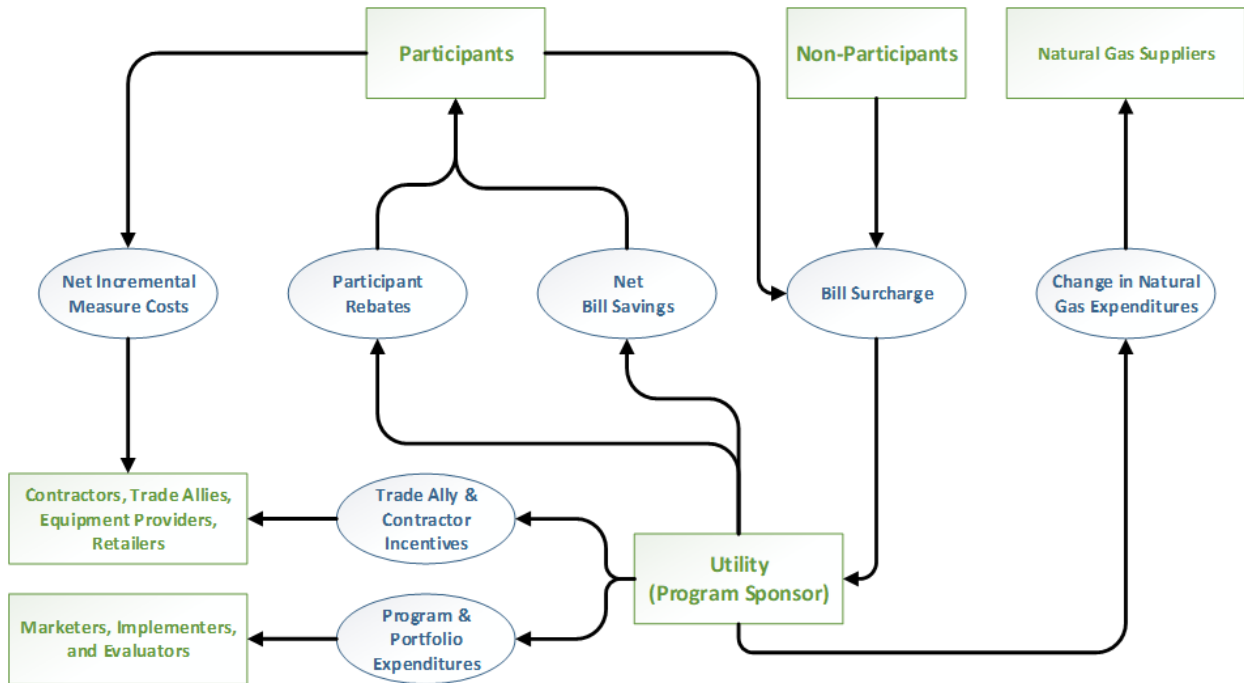 Participants
Non-Participants
Natural Gas Suppliers
Net Incremental
Measure Costs
Participant
Rebates
Net
Bill Savings
Bill Surcharge
Change in Natural
Gas Expenditures
Contractors, Trade Allies,
Equipment Providers,
Retailers
Trade Ally &
Contractor
Incentives
Utility
(Program Sponsor)
Marketers, Implementers,
and Evaluators
Program &
Portfolio
Expenditures